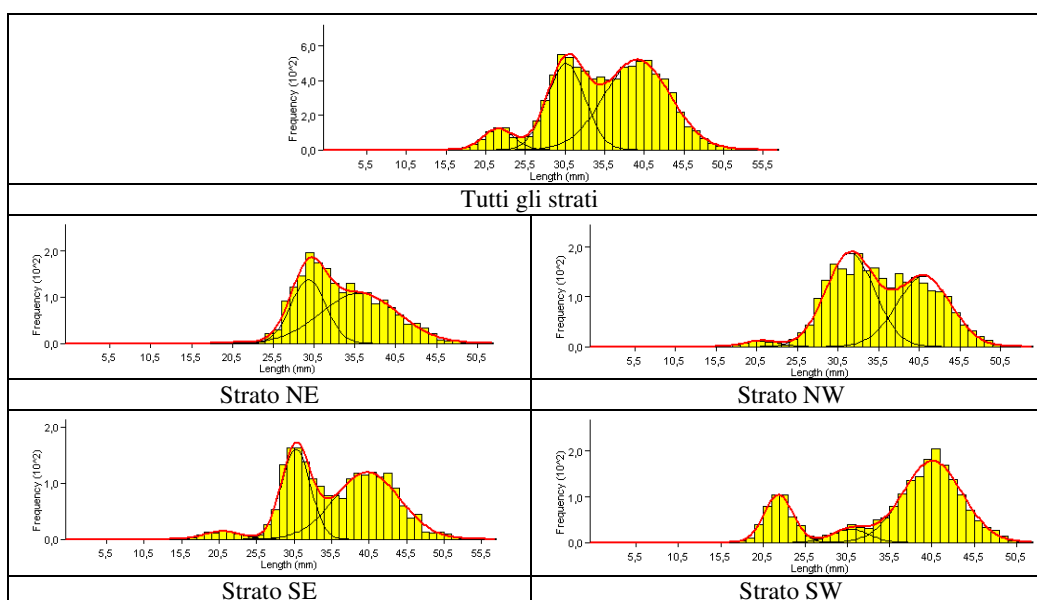 Frequency (10^2)
6,0
4,0
2,0
0,0
5,5 10,5 15,5 20,5 25,5 30,5 35,5 40,5 45,5 50,5 55,5
Length (mm)
Tutti gli strati
Frequency (10^2)
2,0
1,0
0,0
5,5 10,5 15,5 20,5 25,5 30,5 35,5 40,5 45,5 50,5
Length (mm)
Strato NE
Frequency (10^2)
2,0
1,0
0,0
5,5 10,5 15,5 20,5 25,5 30,5 35,5 40,5 45,5 50,5
Length (mm)
Strato NW
Frequency (10^2)
2,0
1,0
0,0
5,5 10,5 15,5 20,5 25,5 30,5 35,5 40,5 45,5 50,5 55,5
Length (mm)
Strato SE
Frequency (10^2)
2,0
1,0
0,0
5,5 10,5 15,5 20,5 25,5 30,5 35,5 40,5 45,5 50,5
Length (mm)
Strato SW